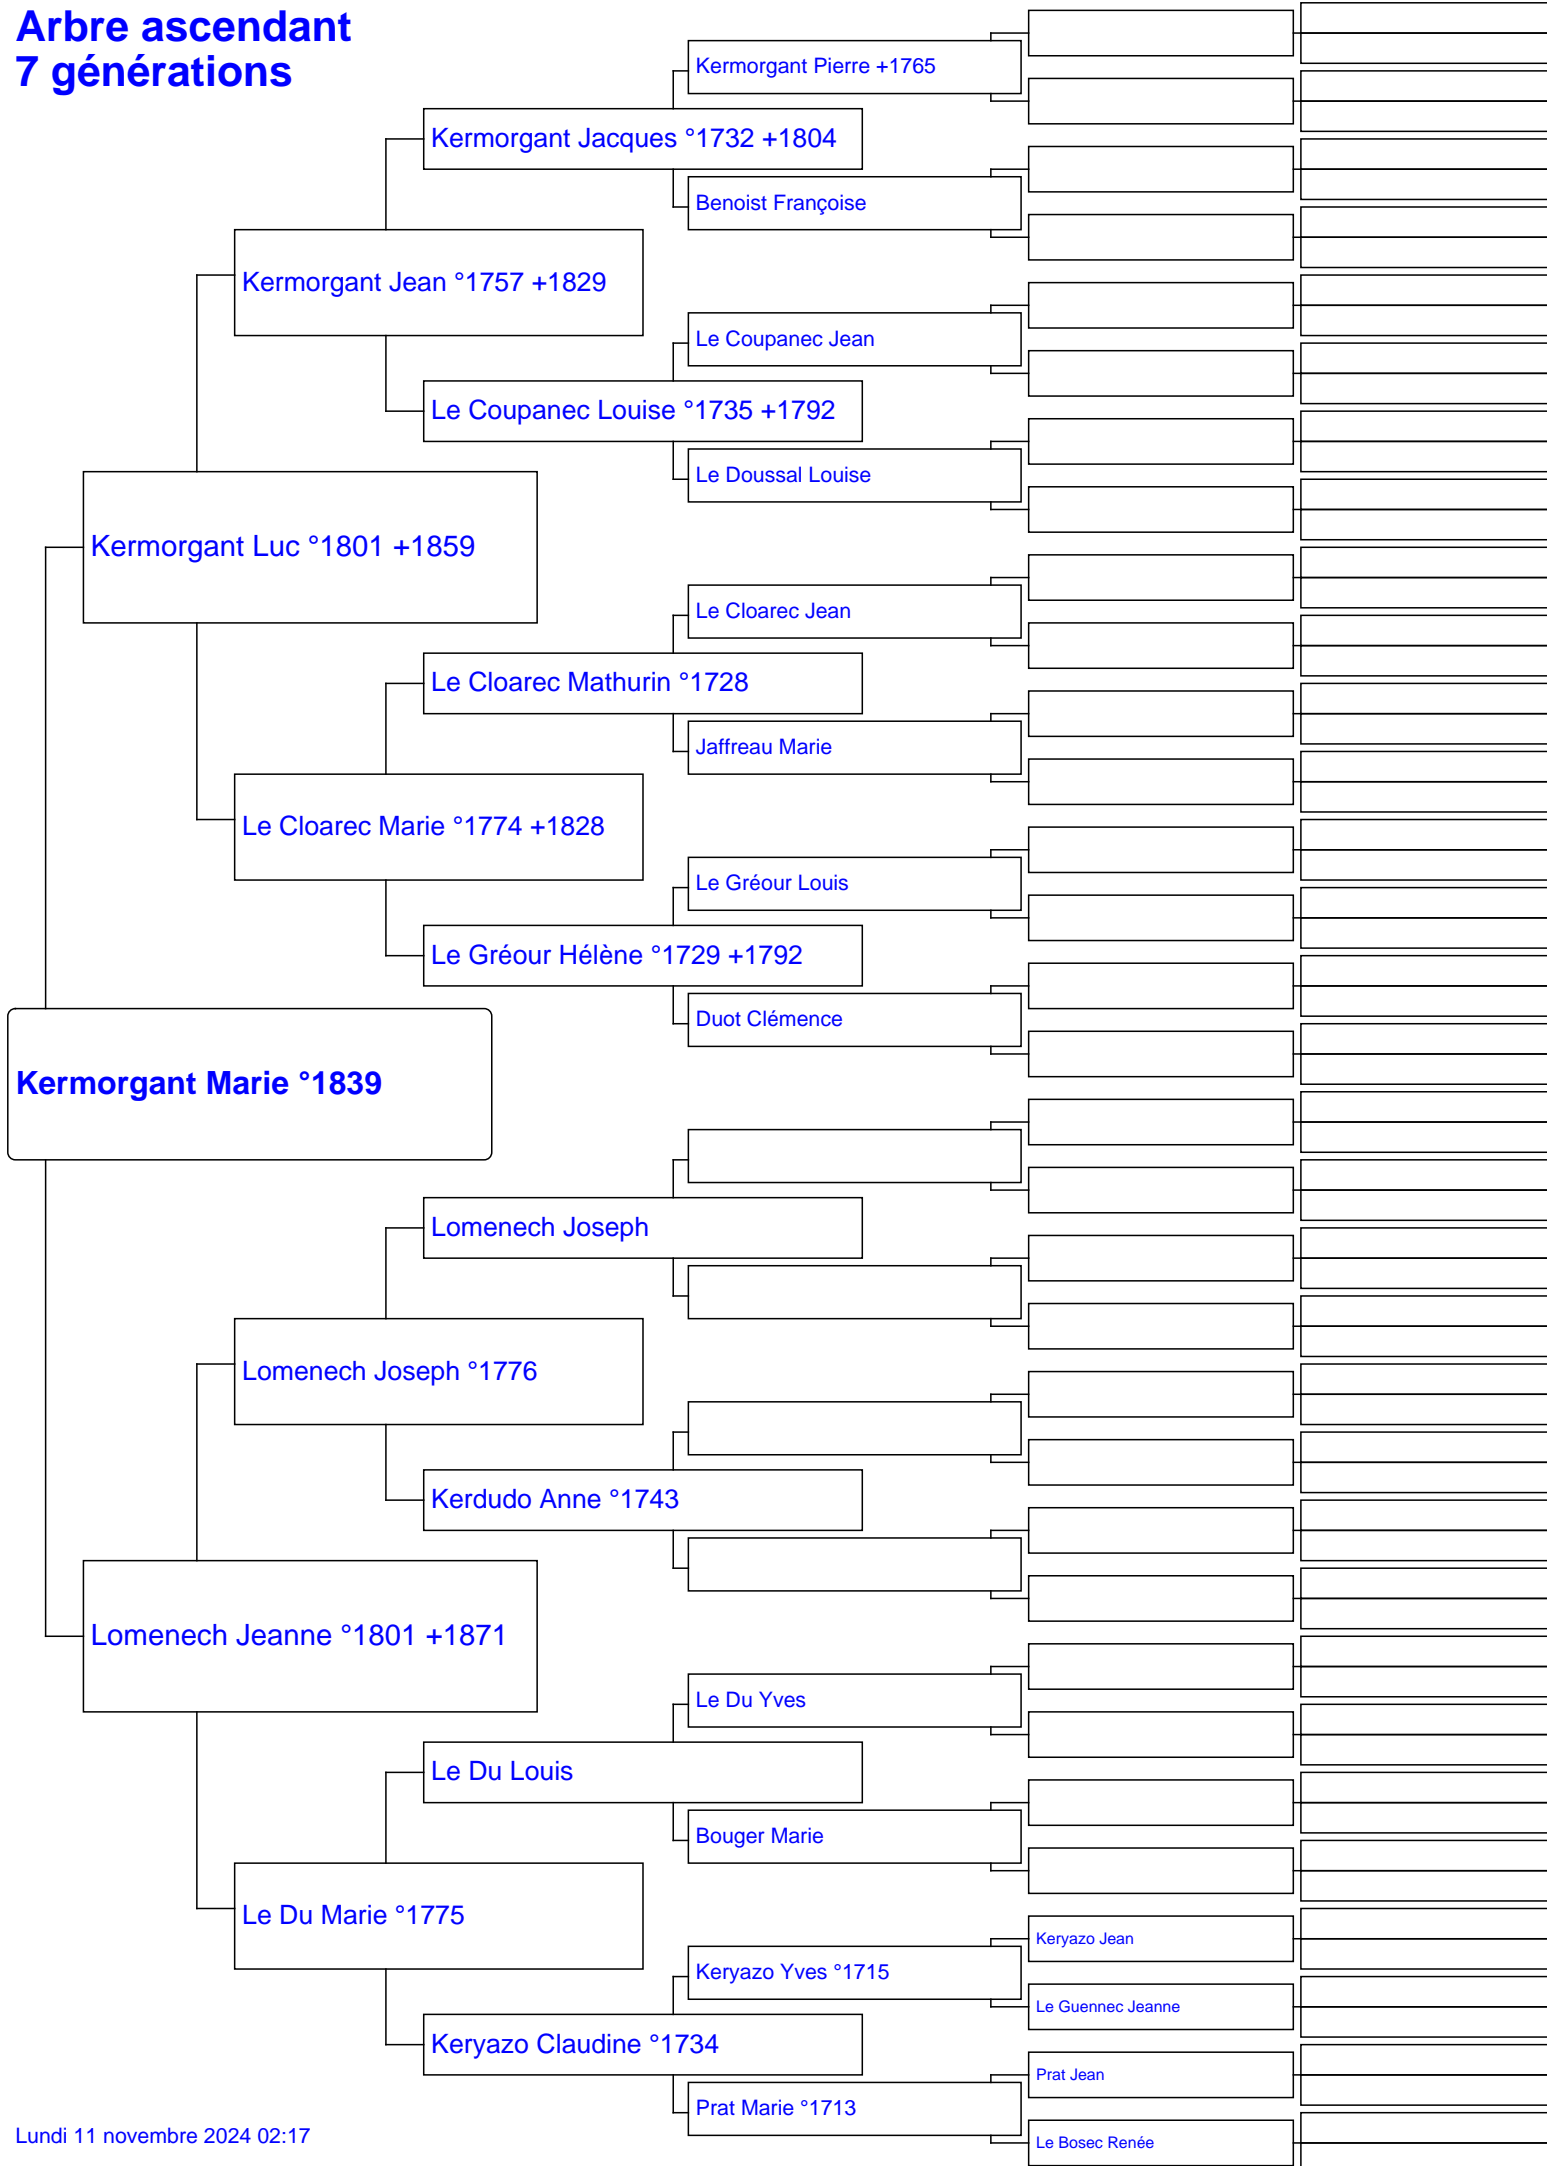 Arbre ascendant
7 générations
Kermorgant Pierre +1765
Kermorgant Jacques °1732 +1804
Benoist Françoise
Kermorgant Jean °1757 +1829
Le Coupanec Jean
Le Coupanec Louise °1735 +1792
Le Doussal Louise
Kermorgant Luc °1801 +1859
Le Cloarec Jean
Le Cloarec Mathurin °1728
Jaffreau Marie
Le Cloarec Marie °1774 +1828
Le Gréour Louis
Le Gréour Hélène °1729 +1792
Duot Clémence
Kermorgant Marie °1839
Lomenech Joseph
Lomenech Joseph °1776
Kerdudo Anne °1743
Lomenech Jeanne °1801 +1871
Le Du Yves
Le Du Louis
Bouger Marie
Le Du Marie °1775
Keryazo Jean
Keryazo Yves °1715
Le Guennec Jeanne
Keryazo Claudine °1734
Prat Jean
Prat Marie °1713
Le Bosec Renée
Lundi 11 novembre 2024 02:17